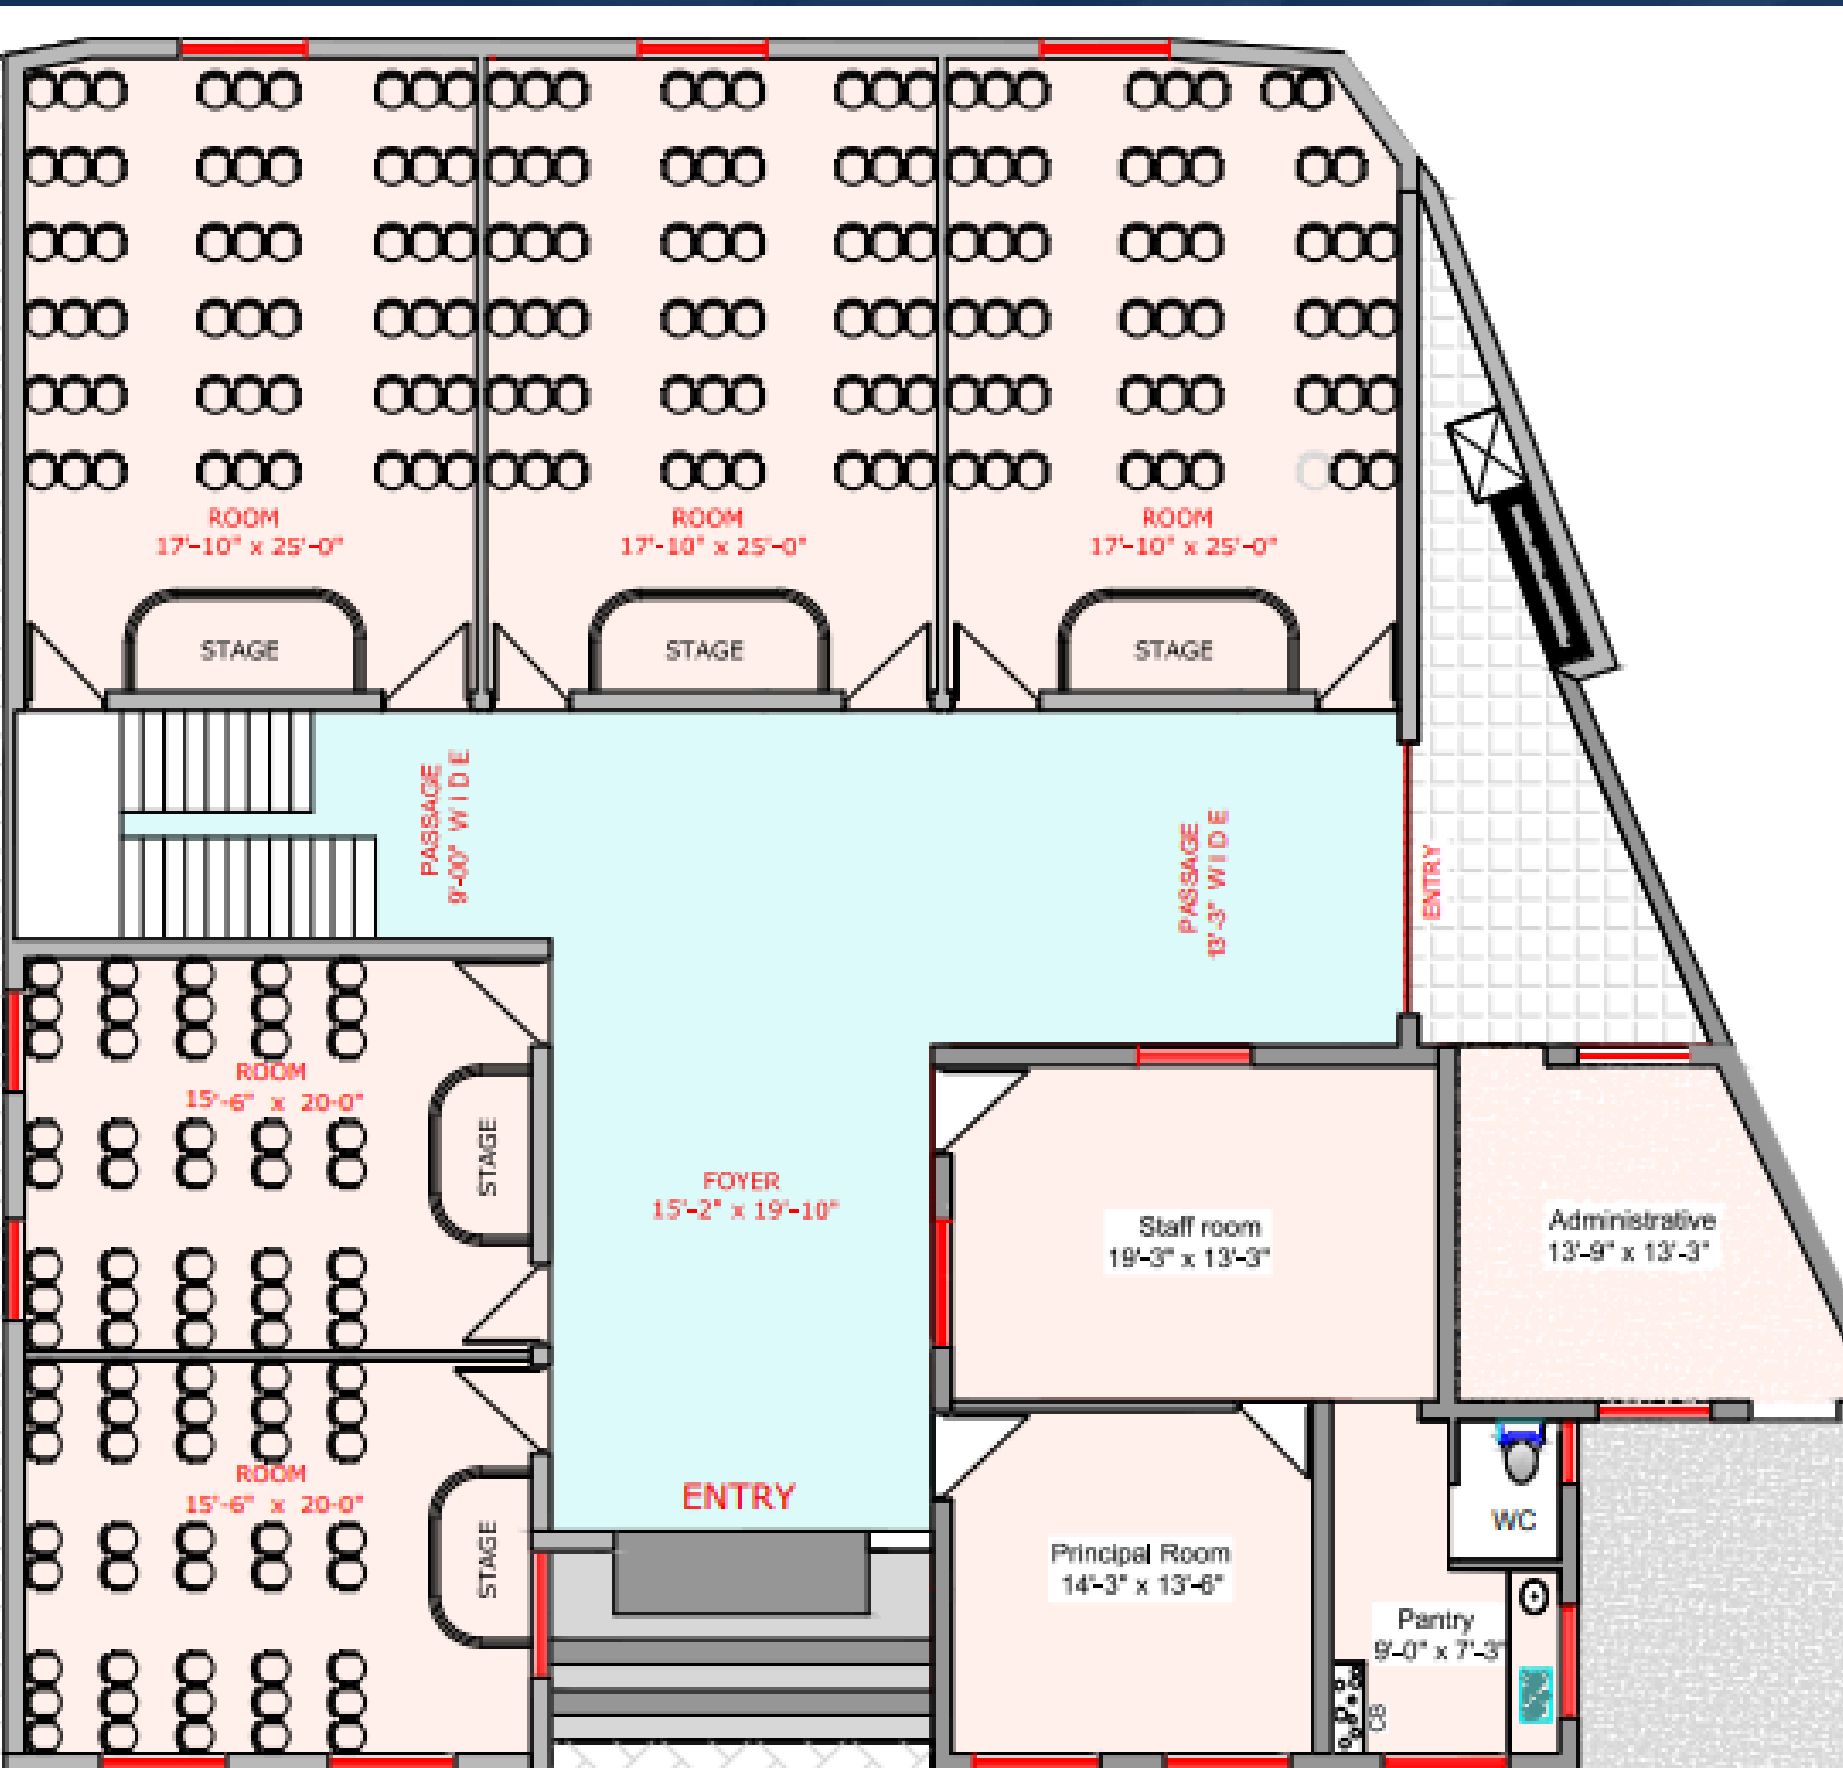 ROOM
17'-10" x 25'-0"
ROOM
17'-10" x 25'-0"
ROOM
17'-10" x 25'-0"
STAGE
STAGE
STAGE
PASSAGE
9'-00" WIDE
PASSAGE
13'-3" WIDE
ENTRY
ROOM
15'-6" x 20-0"
STAGE
FOYER
15'-2" x 19'-10"
Staff room
19'-3" x 13'-3"
Administrative
13'-9" x 13'-3"
ROOM
15'-6" x 20-0"
STAGE
ENTRY
Principal Room
14'-3" x 13'-6"
WC
Pantry
9'-0" x 7'-3"
CB